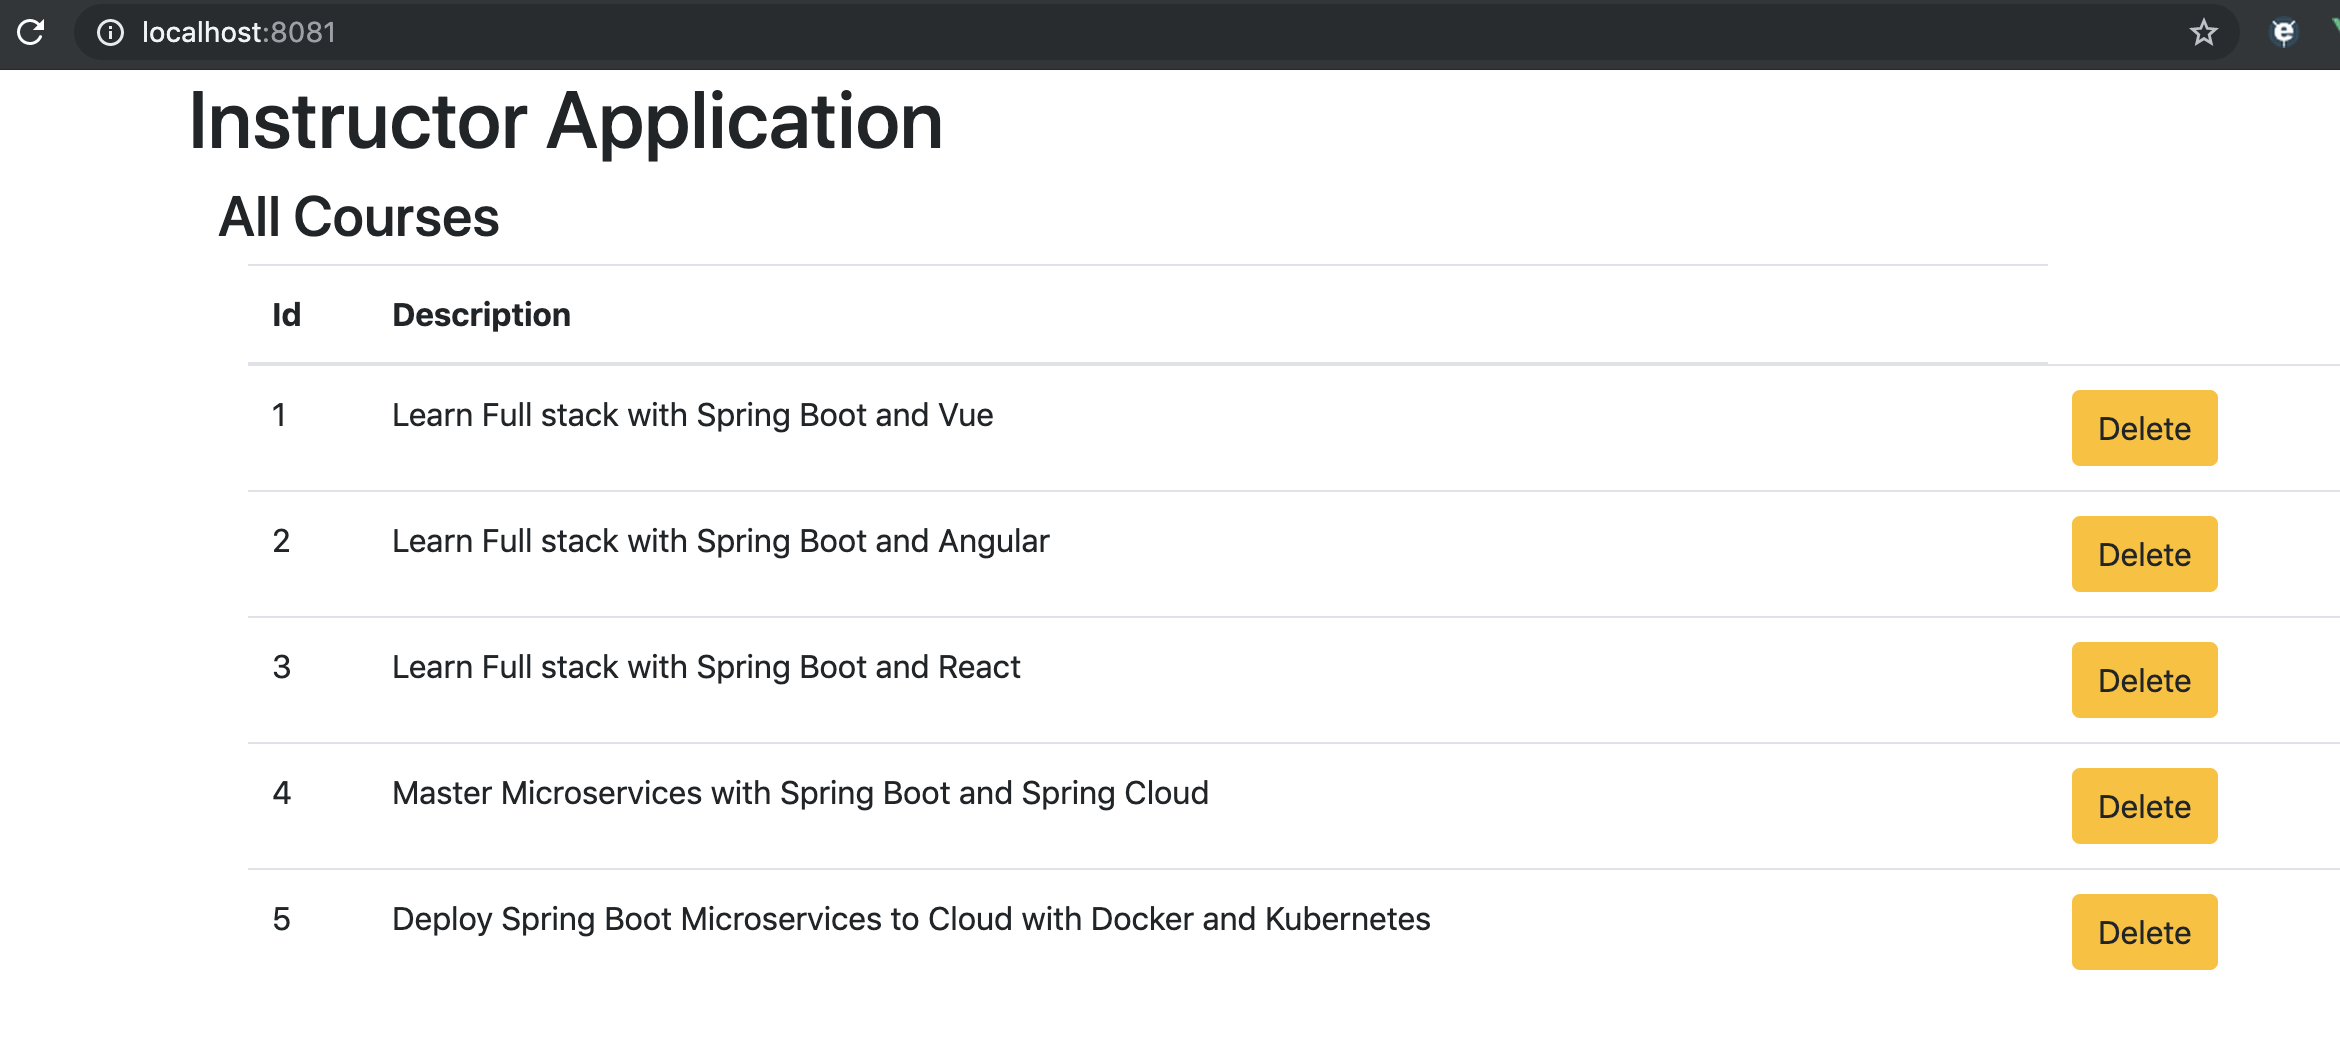 localhost:8081
Instructor Application
All Courses
Id Description
1 Learn Full stack with Spring Boot and Vue Delete
2 Learn Full stack with Spring Boot and Angular Delete
3 Learn Full stack with Spring Boot and React Delete
4 Master Microservices with Spring Boot and Spring Cloud Delete
5 Deploy Spring Boot Microservices to Cloud with Docker and Kubernetes Delete